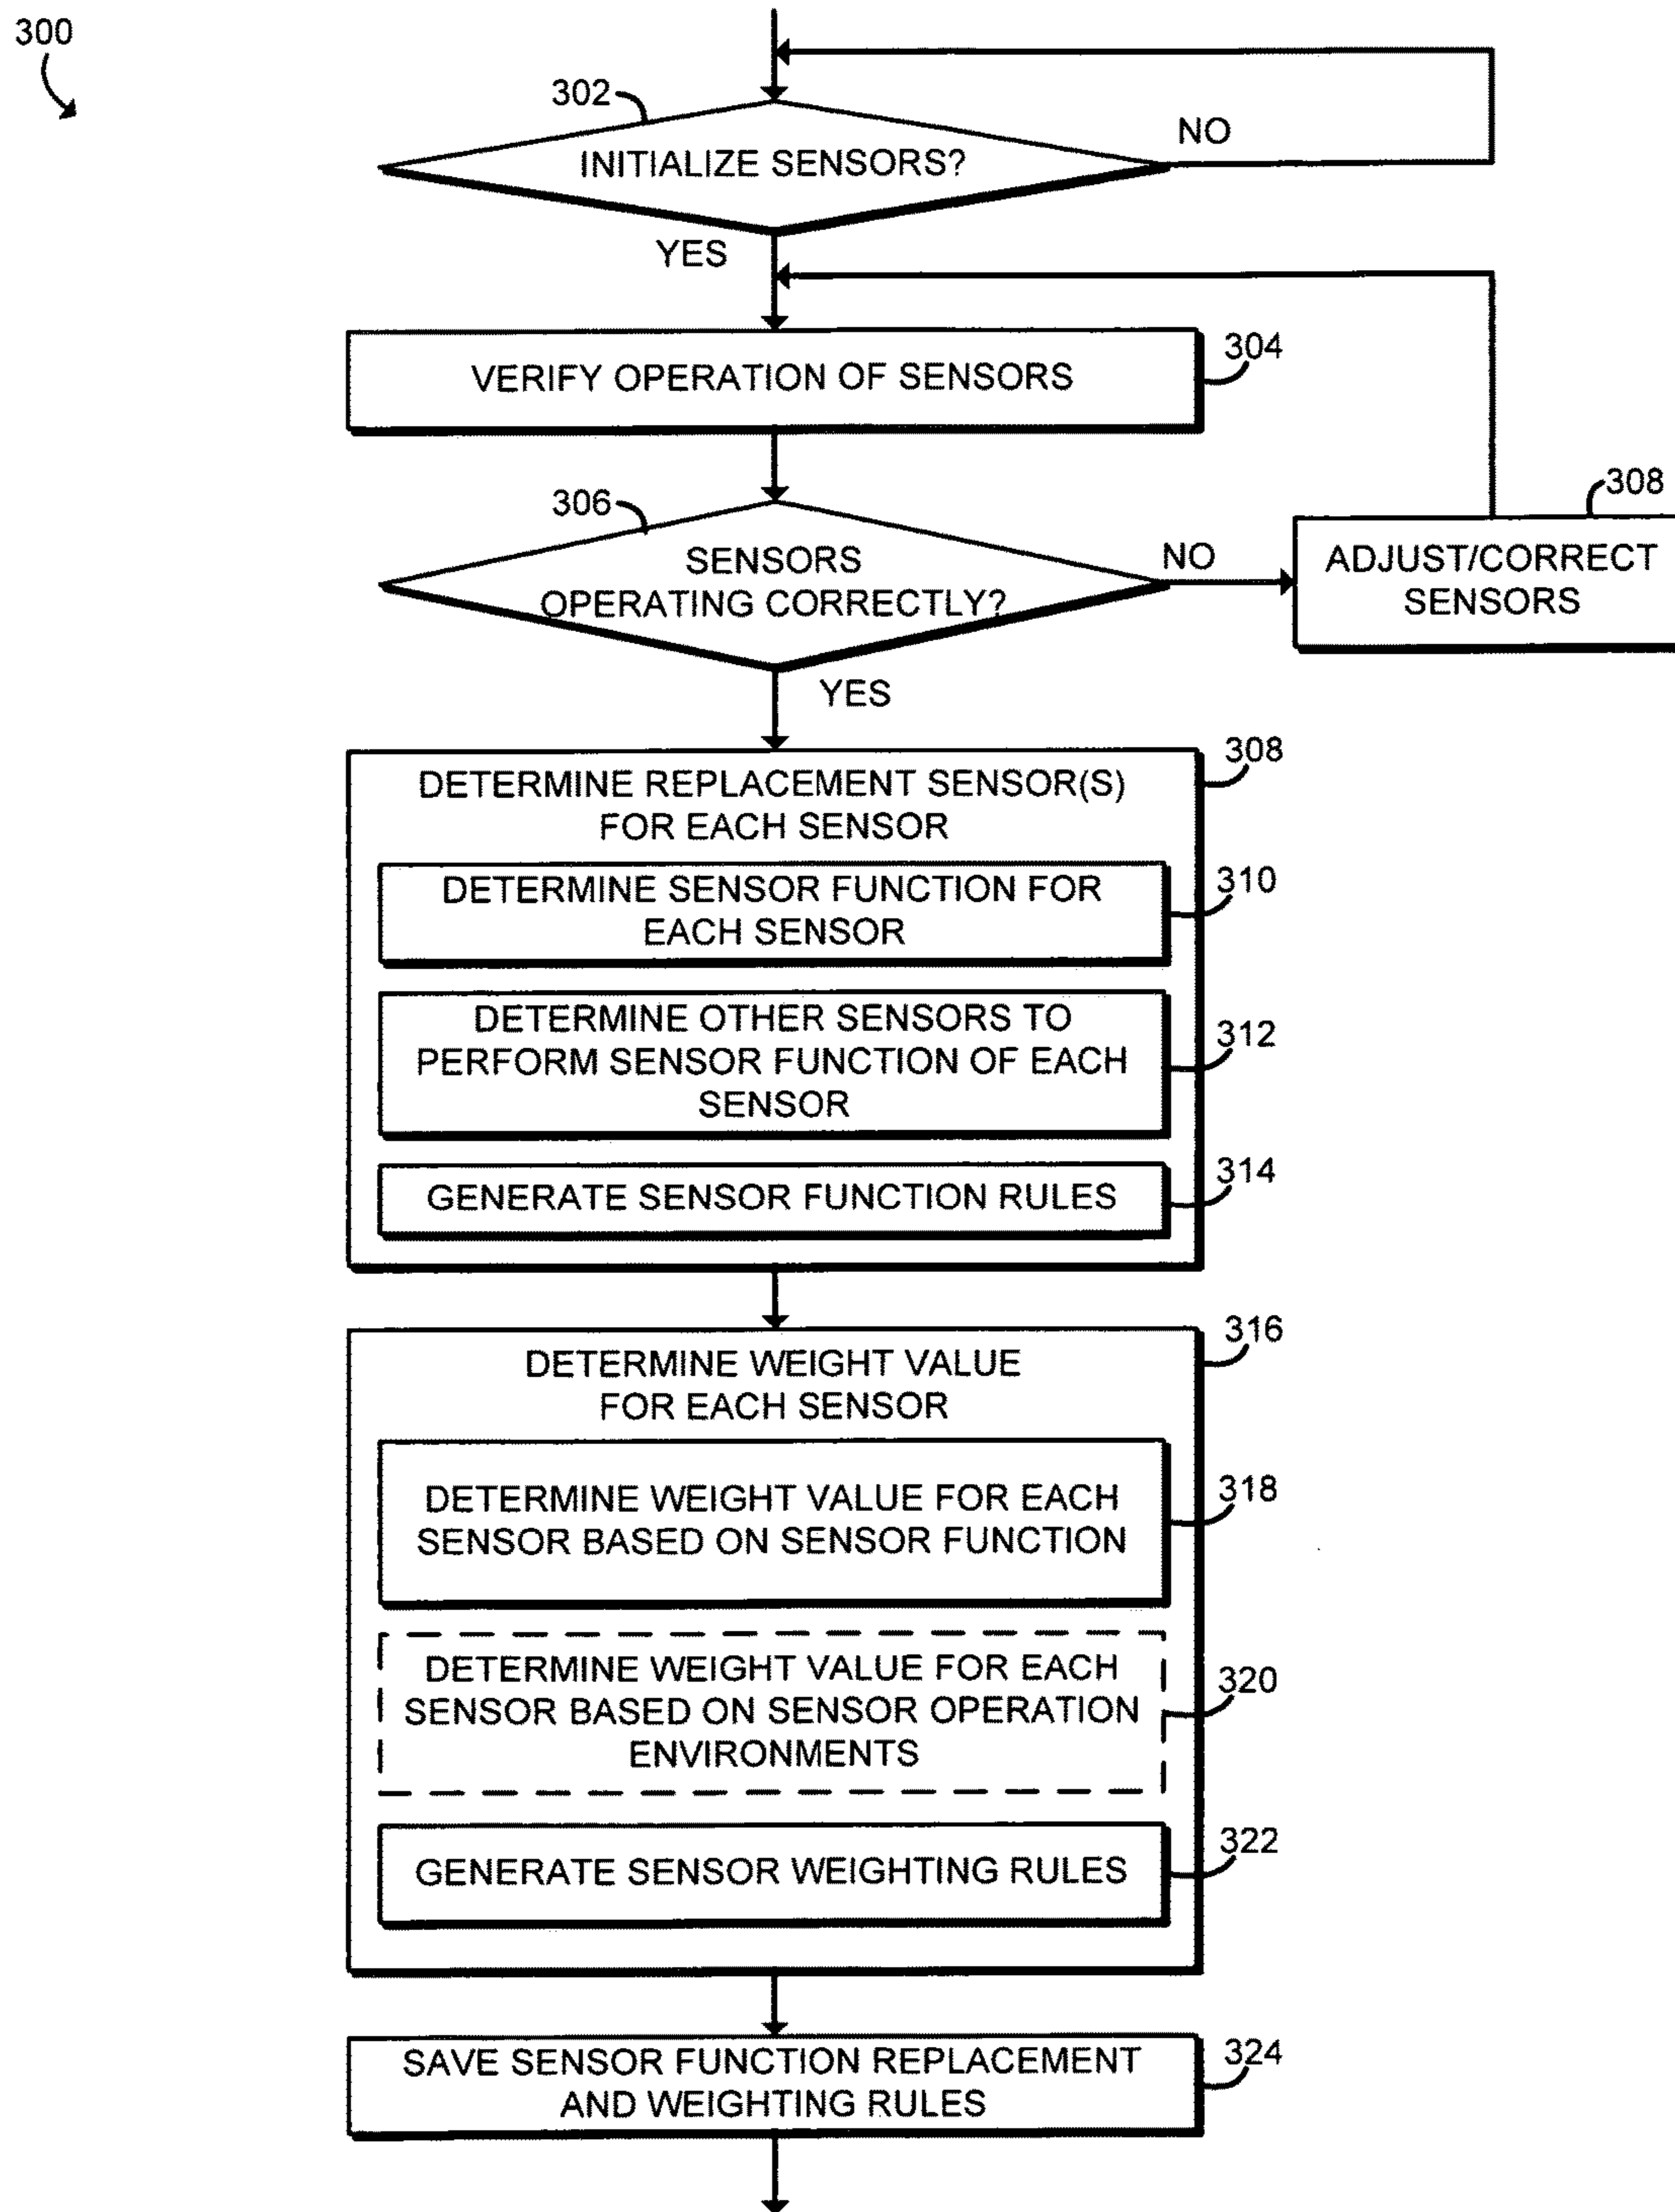 300
302
INITIALIZE SENSORS?
NO
YES
VERIFY OPERATION OF SENSORS
304
306
SENSORS
OPERATING CORRECTLY?
NO
308
ADJUST/CORRECT
SENSORS
YES
308
DETERMINE REPLACEMENT SENSOR(S)
FOR EACH SENSOR
DETERMINE SENSOR FUNCTION FOR
EACH SENSOR
310
DETERMINE OTHER SENSORS TO
PERFORM SENSOR FUNCTION OF EACH
SENSOR
312
GENERATE SENSOR FUNCTION RULES
314
316
DETERMINE WEIGHT VALUE
FOR EACH SENSOR
DETERMINE WEIGHT VALUE FOR EACH
SENSOR BASED ON SENSOR FUNCTION
318
DETERMINE WEIGHT VALUE FOR EACH
SENSOR BASED ON SENSOR OPERATION
ENVIRONMENTS
320
GENERATE SENSOR WEIGHTING RULES
322
SAVE SENSOR FUNCTION REPLACEMENT
AND WEIGHTING RULES
324